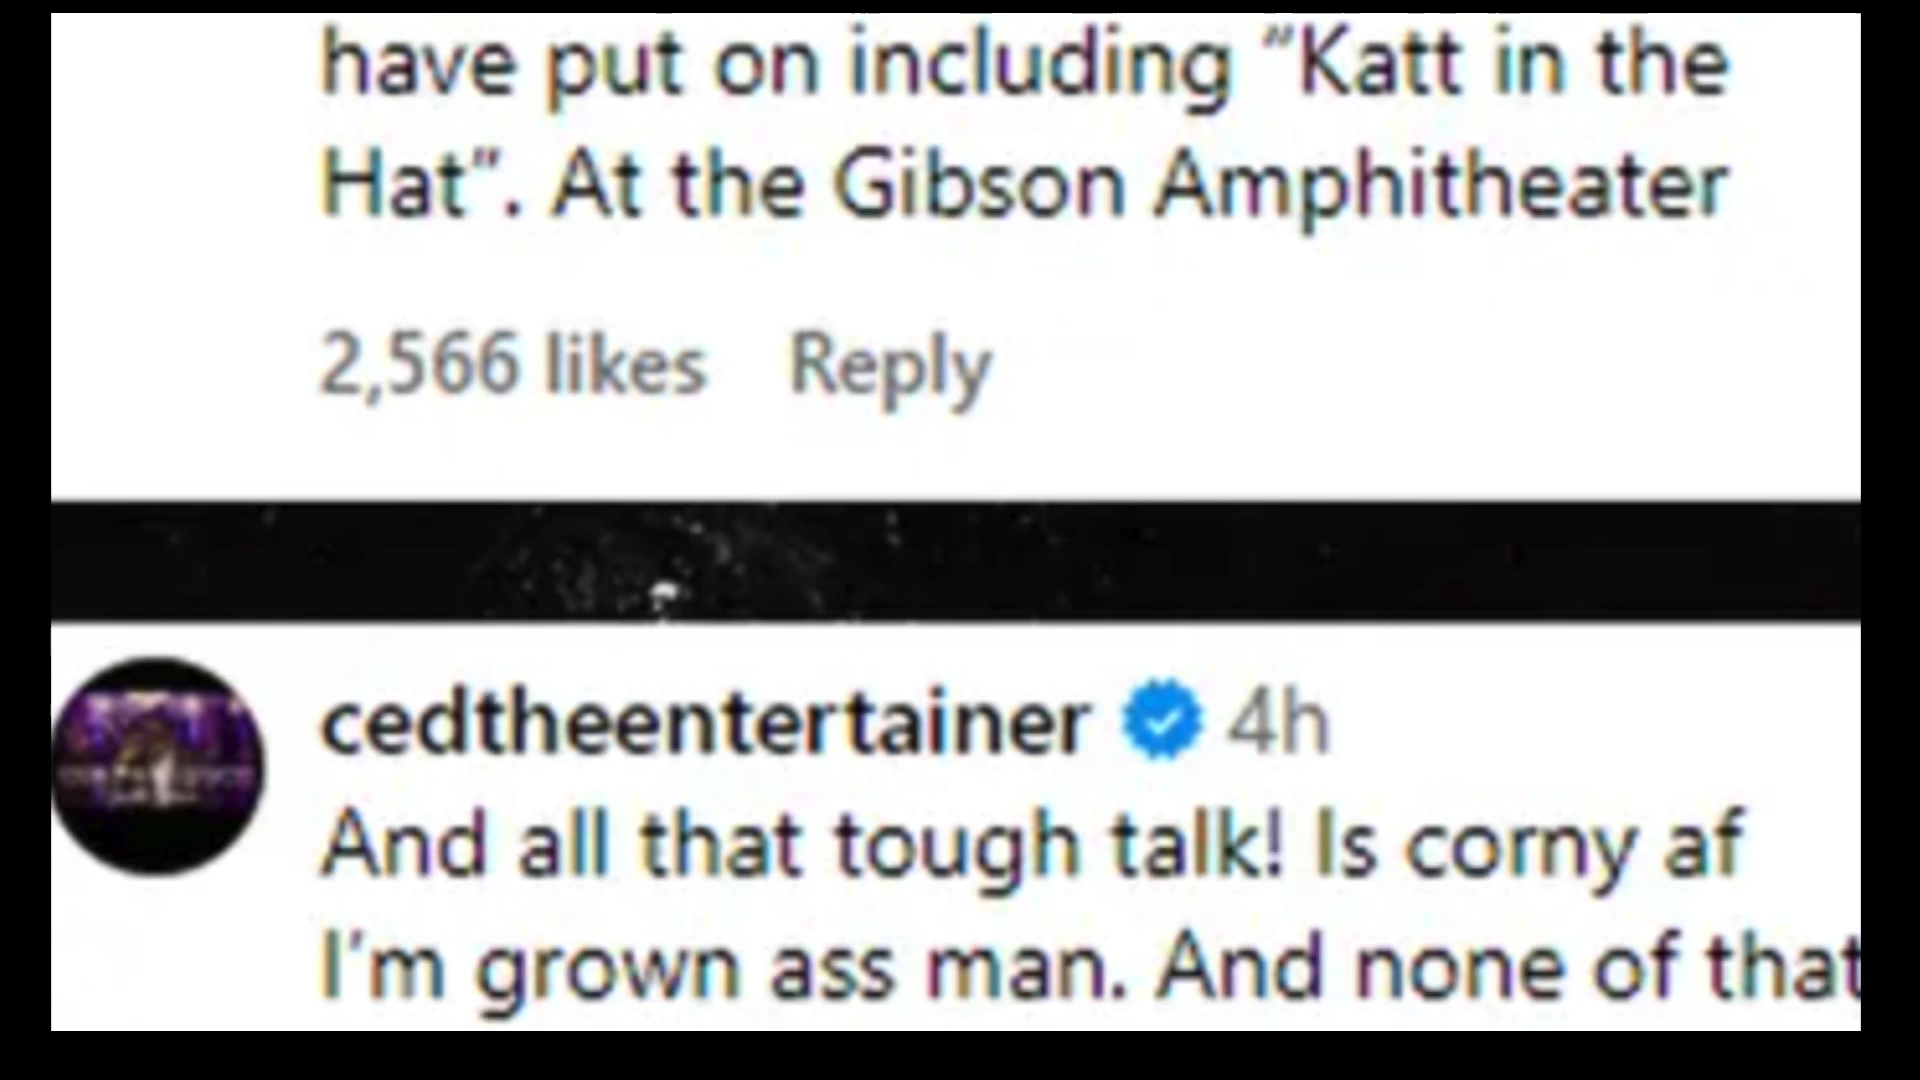 have put on including “Katt in the
Hat”. At the Gibson Amphitheater
2,566 likes Reply
cedtheentertainer 4h
And all that tough talk! Is corny af
I’m grown ass man. And none of that